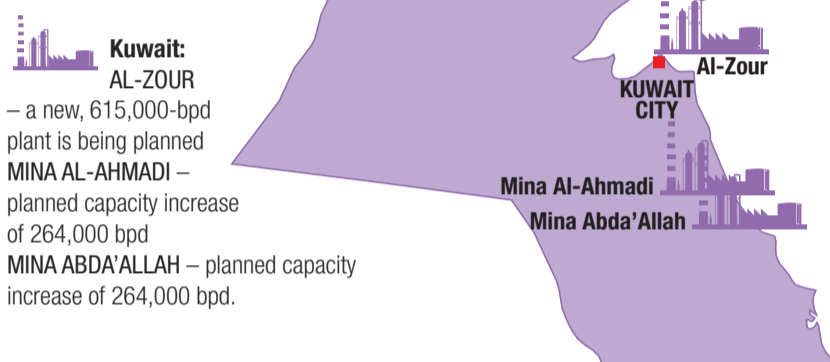 Kuwait:
AL-ZOUR
– a new, 615,000-bpd
plant is being planned
MINA AL-AHMADI –
planned capacity increase
of 264,000 bpd
MINA ABDA’ALLAH – planned capacity
increase of 264,000 bpd.
Al-Zour
KUWAIT
CITY
Mina Al-Ahmadi
Mina Abda’Allah